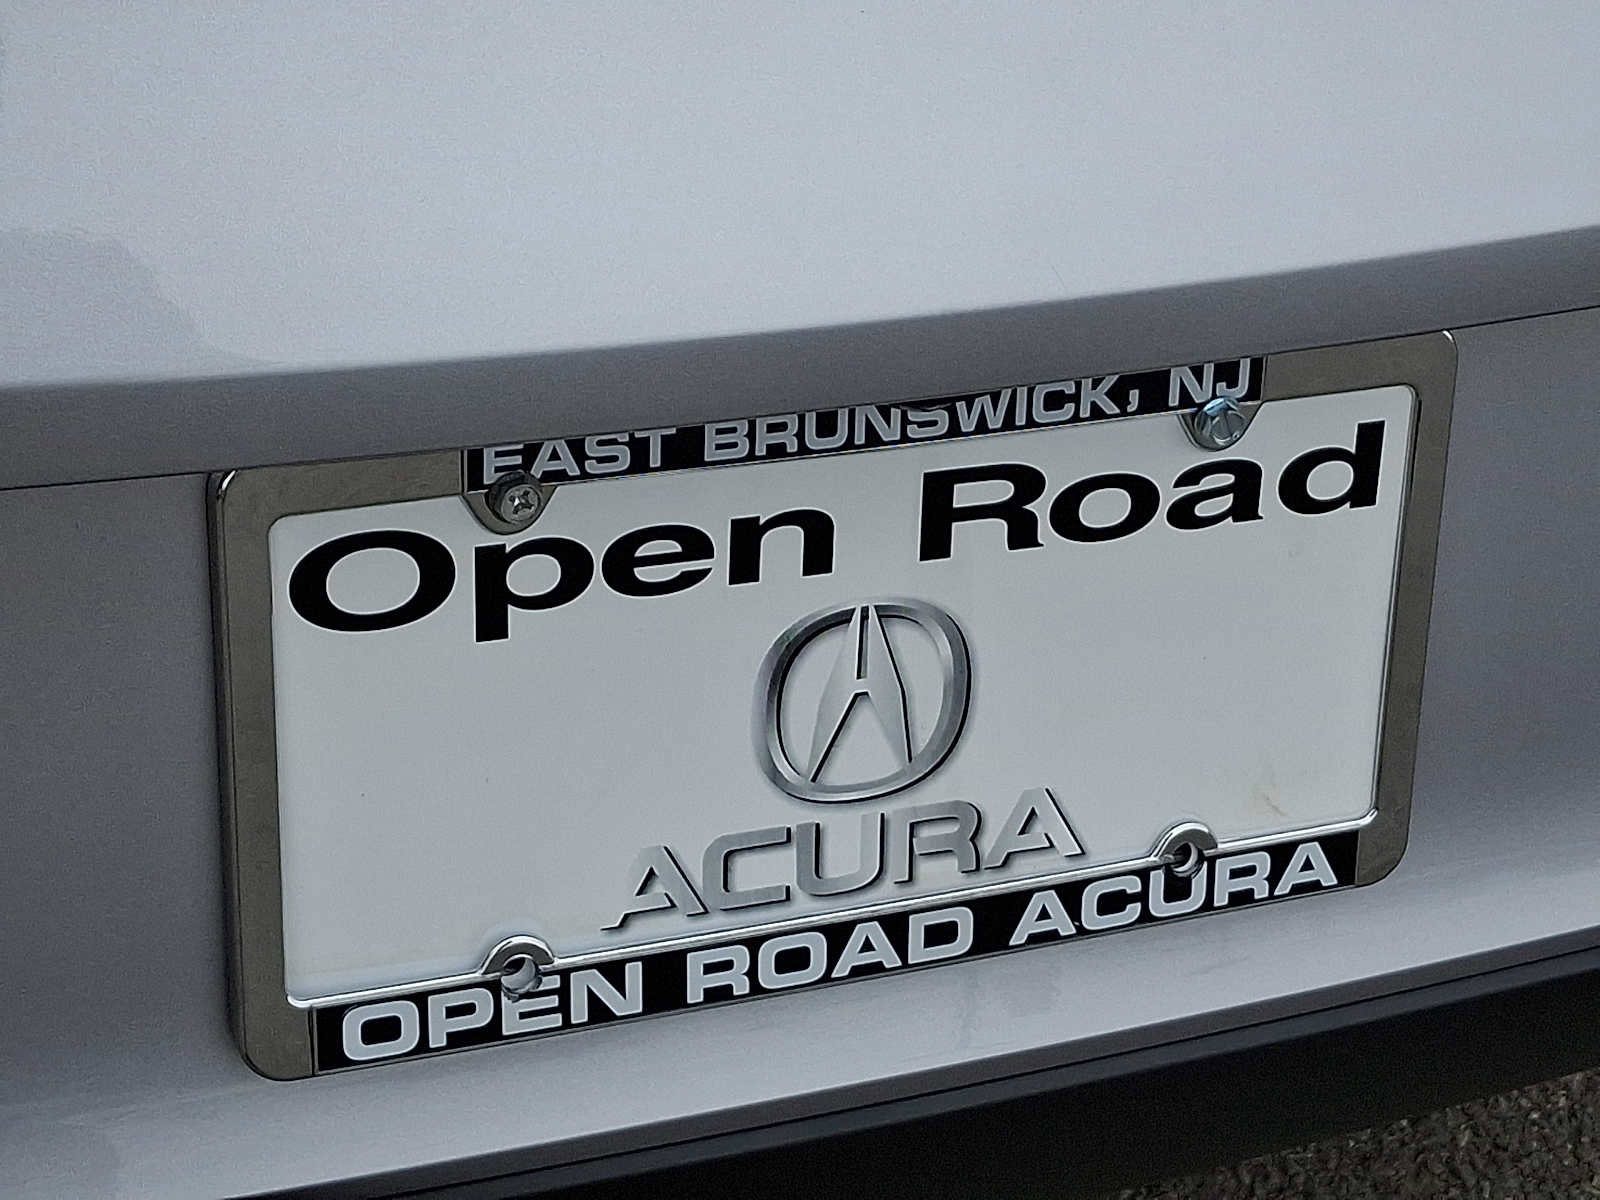 EAST BRUNSWICK, NJ
Open Road
ACURA
OPEN ROAD ACURA